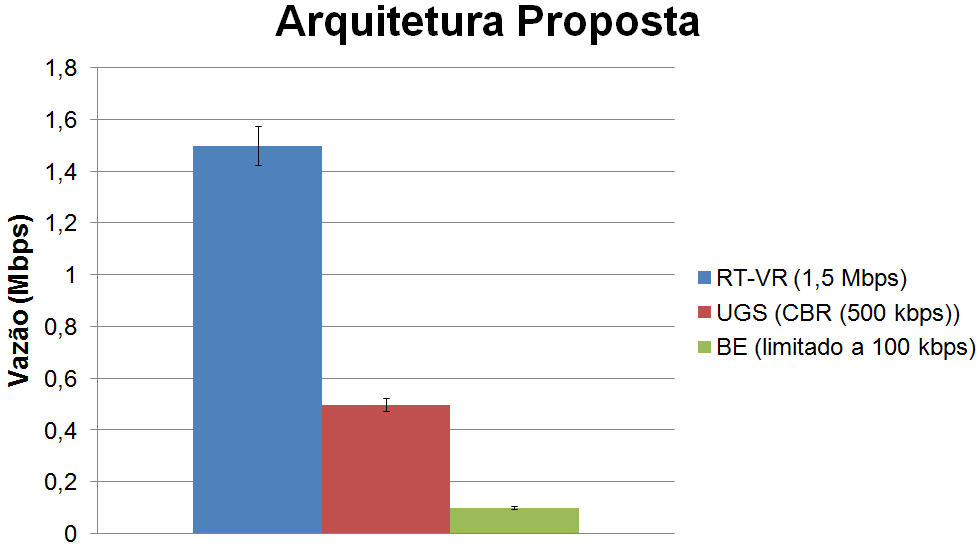 Arquitetura Proposta
1,8
1,6
1,4
1,2
1
0,8
0,6
0,4
0,2
0
Vazão (Mbps)
RT-VR (1,5 Mbps)
UGS (CBR (500 kbps))
BE (limitado a 100 kbps)